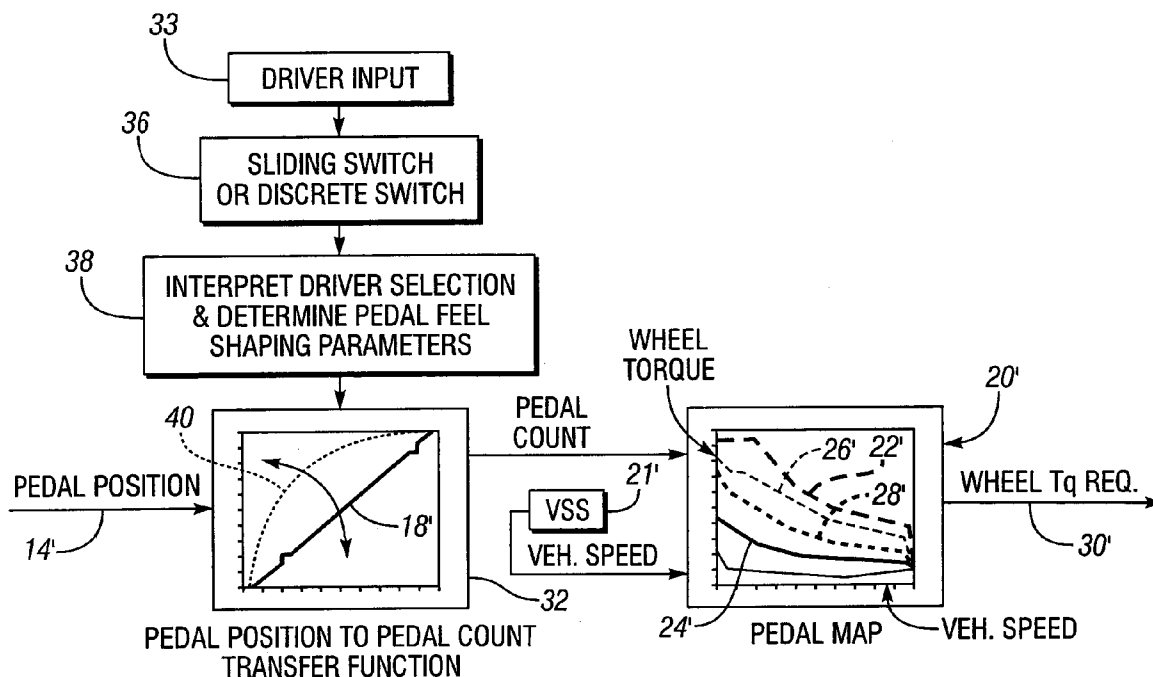 33
DRIVER INPUT
36
SLIDING SWITCH
OR DISCRETE SWITCH
38
INTERPRET DRIVER SELECTION
& DETERMINE PEDAL FEEL
SHAPING PARAMETERS
WHEEL
TORQUE
20'
40
PEDAL
COUNT
26'
22'
28'
PEDAL POSITION
14'
18'
VSS
21'
VEH. SPEED
WHEEL Tq REQ.
30'
32
24'
PEDAL POSITION TO PEDAL COUNT
TRANSFER FUNCTION
PEDAL MAP
VEH. SPEED